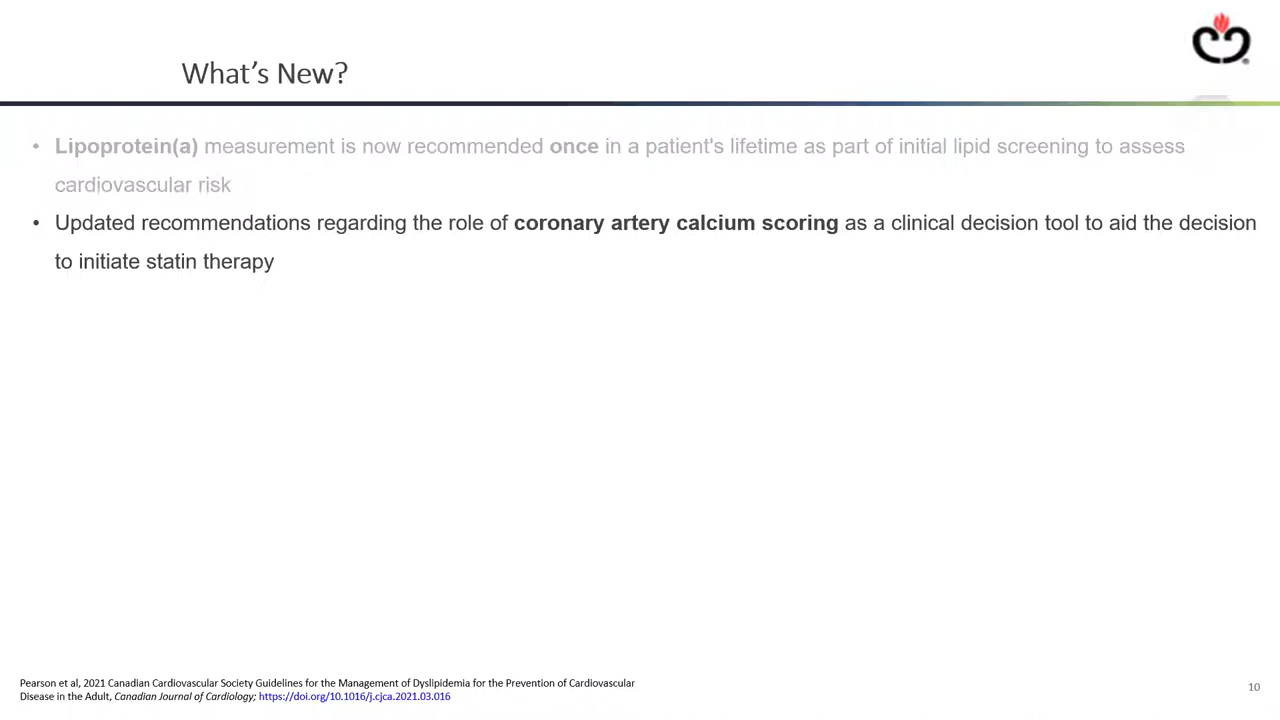 What’s New?
• Lipoprotein(a) measurement is now recommended once in a patient's lifetime as part of initial lipid screening to assess
cardiovascular risk
• Updated recommendations regarding the role of coronary artery calcium scoring as a clinical decision tool to aid the decision
to initiate statin therapy
Pearson et al, 2021 Canadian Cardiovascular Society Guidelines for the Management of Dyslipidemia for the Prevention of Cardiovascular
Disease in the Adult, Canadian Journal of Cardiology; https://doi.org/10.1016/j.cjca.2021.03.016
10